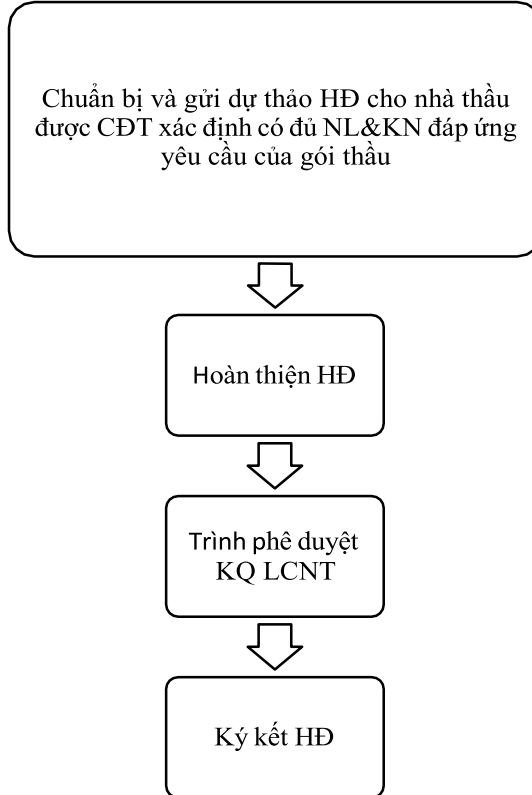 Chuẩn bị và gửi dự thảo HĐ cho nhà thầu
được CĐT xác định có đủ NL&KN đáp ứng
yêu cầu của gói thầu
Hoàn thiện HĐ
Trình phê duyệt
KQ LCNT
Ký kết HĐ